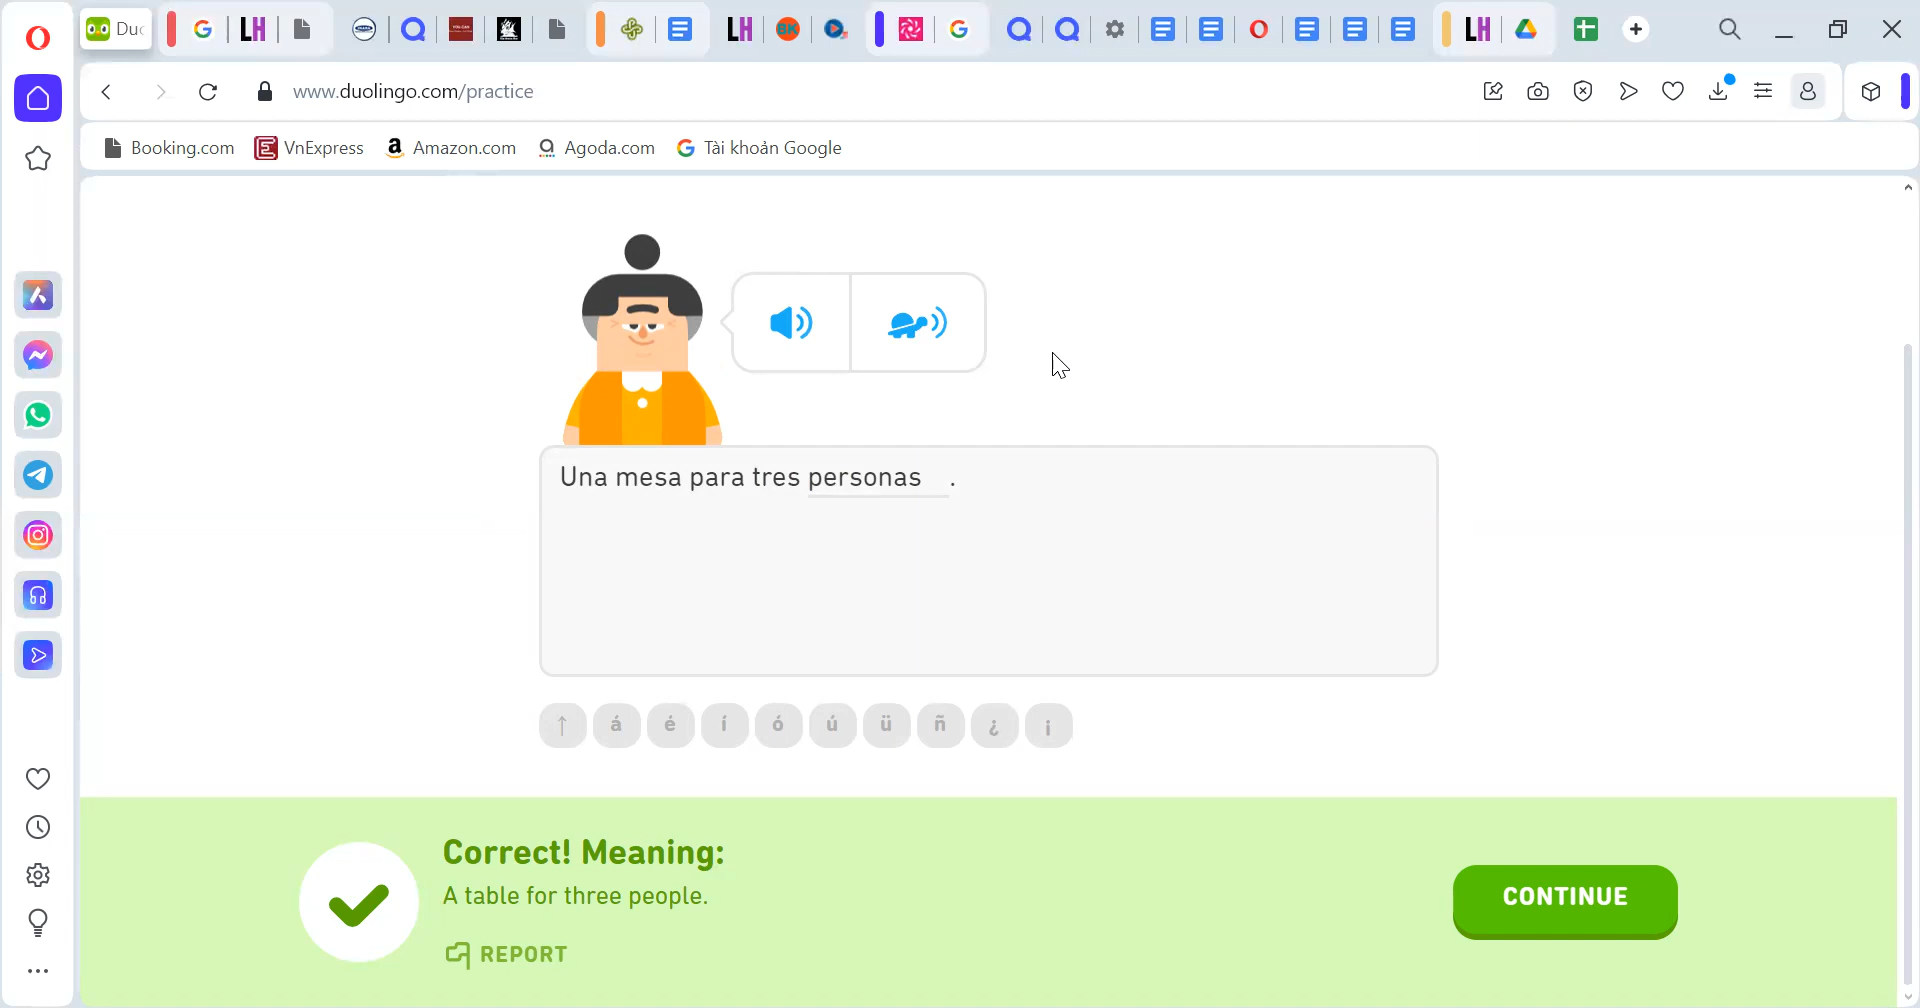 Duo
www.duolingo.com/practice
Booking.com VnExpress Amazon.com Agoda.com Tài khoản Google
Una mesa para tres personas .
↑ á é í ó ú ü ñ ¿ ¡
Correct! Meaning:
A table for three people.
REPORT
CONTINUE